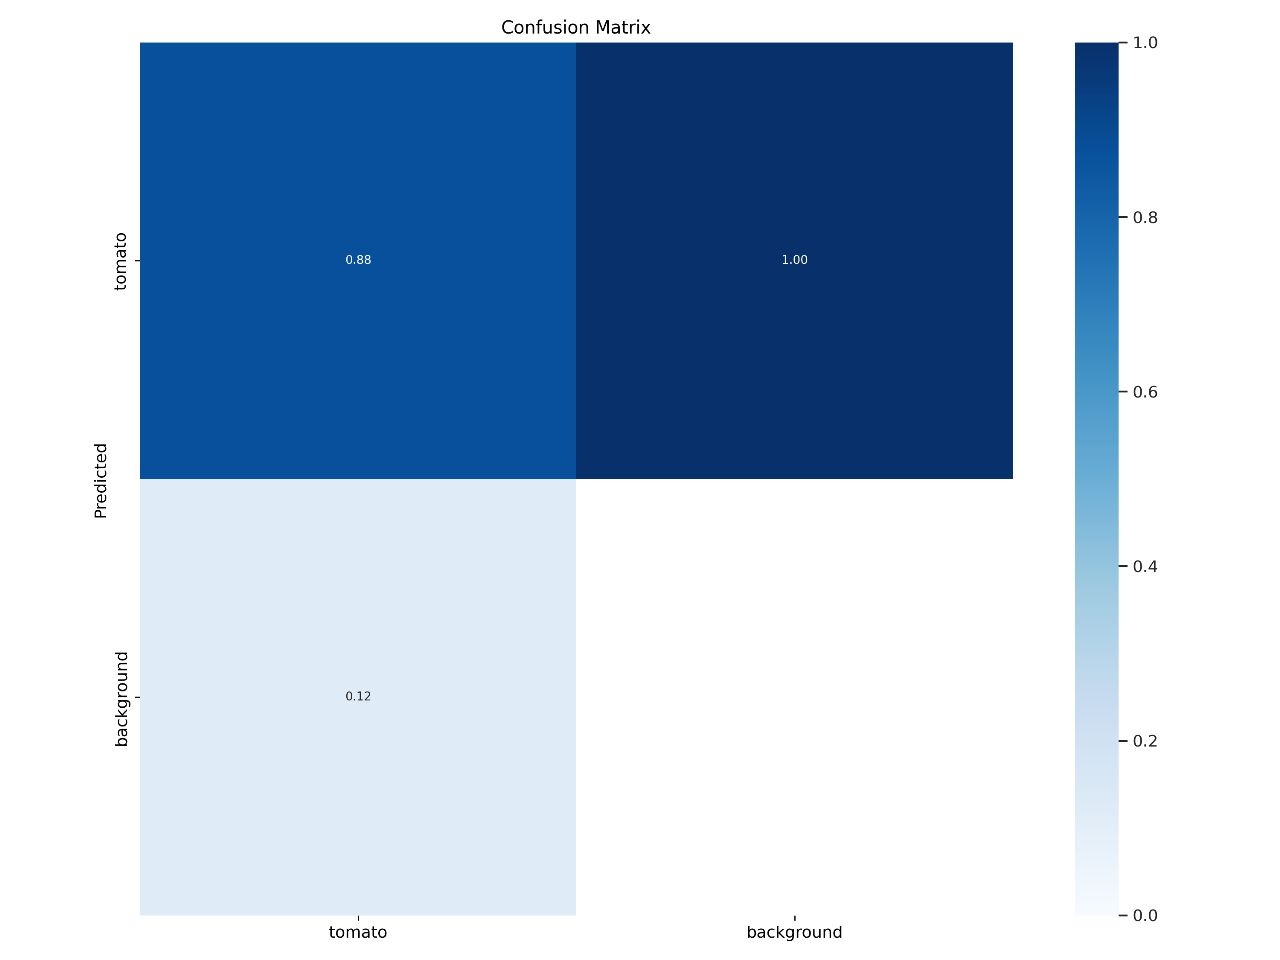 Confusion Matrix
tomato
0.88
1.00
Predicted
background
0.12
tomato
background
1.0
0.8
0.6
0.4
0.2
0.0